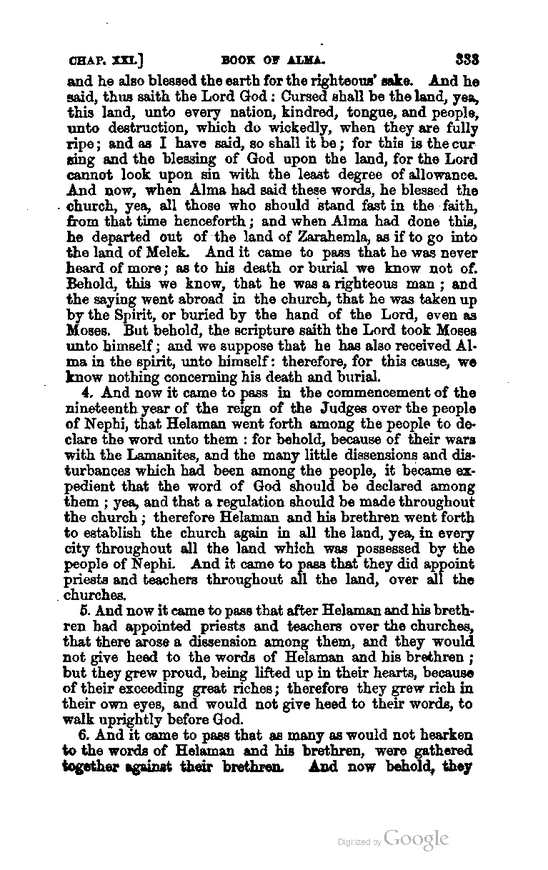 CHAP. XXI.] BOOK OF ALMA. 333
and he also blessed the earth for the righteous' sake. And he
said, thus saith the Lord God: Cursed shall be the land, yea,
this land, unto every nation, kindred, tongue, and people,
unto destruction, which do wickedly, when they are fully
ripe; and as I have said, so shall it be; for this is the cur
sing and the blessing of God upon the land, for the Lord
cannot look upon sin with the least degree of allowance.
And now, when Alma had said these words, he blessed the
church, yea, all those who should stand fast in the faith,
from that time henceforth; and when Alma had done this,
he departed out of the land of Zarahemla, as if to go into
the land of Melek. And it came to pass that he was never
heard of more; as to his death or burial we know not of.
Behold, this we know, that he was a righteous man; and
the saying went abroad in the church, that he was taken up
by the Spirit, or buried by the hand of the Lord, even as
Moses. But behold, the scripture saith the Lord took Moses
unto himself; and we suppose that he has also received Al-
ma in the spirit, unto himself: therefore, for this cause, we
know nothing concerning his death and burial.
4. And now it came to pass in the commencement of the
nineteenth year of the reign of the Judges over the people
of Nephi, that Helaman went forth among the people to de-
clare the word unto them: for behold, because of their wars
with the Lamanites, and the many little dissensions and dis-
turbances which had been among the people, it became ex-
pedient that the word of God should be declared among
them; yea, and that a regulation should be made throughout
the church; therefore Helaman and his brethren went forth
to establish the church again in all the land, yea, in every
city throughout all the land which was possessed by the
people of Nephi. And it came to pass that they did appoint
priests and teachers throughout all the land, over all the
churches.
5. And now it came to pass that after Helaman and his breth-
ren had appointed priests and teachers over the churches,
that there arose a dissension among them, and they would
not give heed to the words of Helaman and his brethren;
but they grew proud, being lifted up in their hearts, because
of their exceeding great riches; therefore they grew rich in
their own eyes, and would not give heed to their words, to
walk uprightly before God.
6. And it came to pass that as many as would not hearken
to the words of Helaman and his brethren, were gathered
together against their brethren. And now behold, they
Digitized by Google